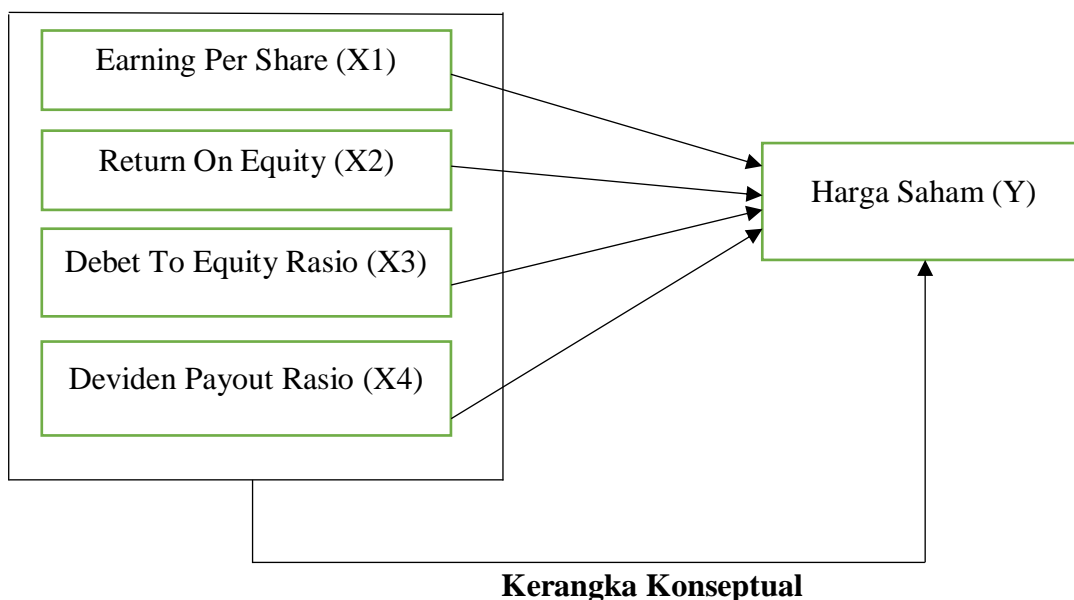 Earning Per Share (X1)
Return On Equity (X2)
Harga Saham (Y)
Debet To Equity Rasio (X3)
Deviden Payout Rasio (X4)
Kerangka Konseptual